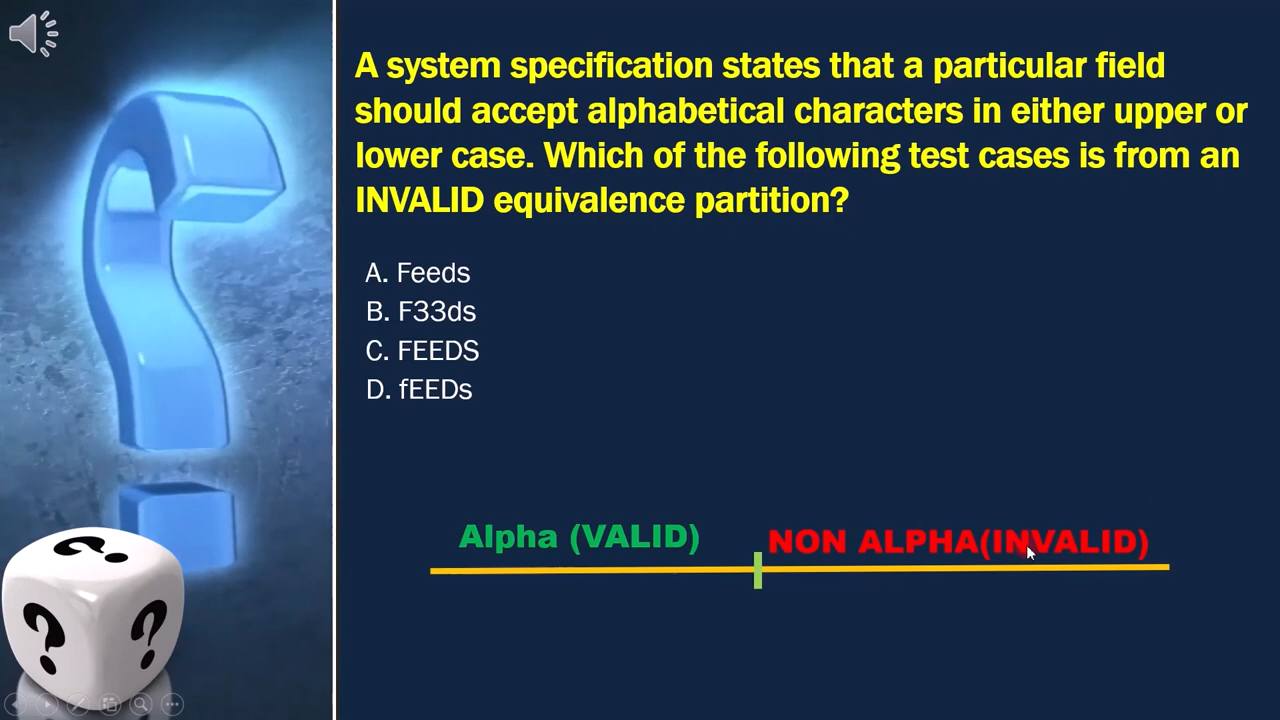 A system specification states that a particular field
should accept alphabetical characters in either upper or
lower case. Which of the following test cases is from an
INVALID equivalence partition?
A. Feeds
B. F33ds
C. FEEDS
D. fEEDs
Alpha (VALID)
NON ALPHA(INVALID)
? ? ?